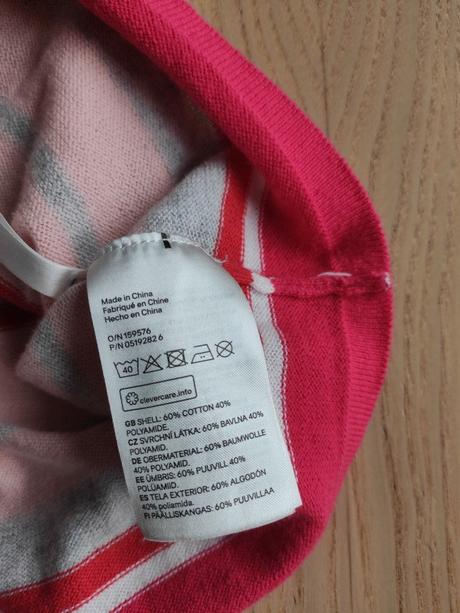 Made in China
Fabriqué en Chine
Hecho en China
O/N 159576
P/N 0519282 6
40
clevercare.info
GB SHELL: 60% COTTON 40%
POLYAMIDE.
CZ SVRCHNÍ LÁTKA: 60% BAVLNA 40%
POLYAMID.
DE OBERMATERIAL: 60% BAUMWOLLE
40% POLYAMID.
EE ÜMBRIS: 60% PUUVILL 40%
POLÜAMIID.
ES TELA EXTERIOR: 60% ALGODÓN
40% poliamida.
FI PÄÄLLISKANGAS: 60% PUUVILLAA